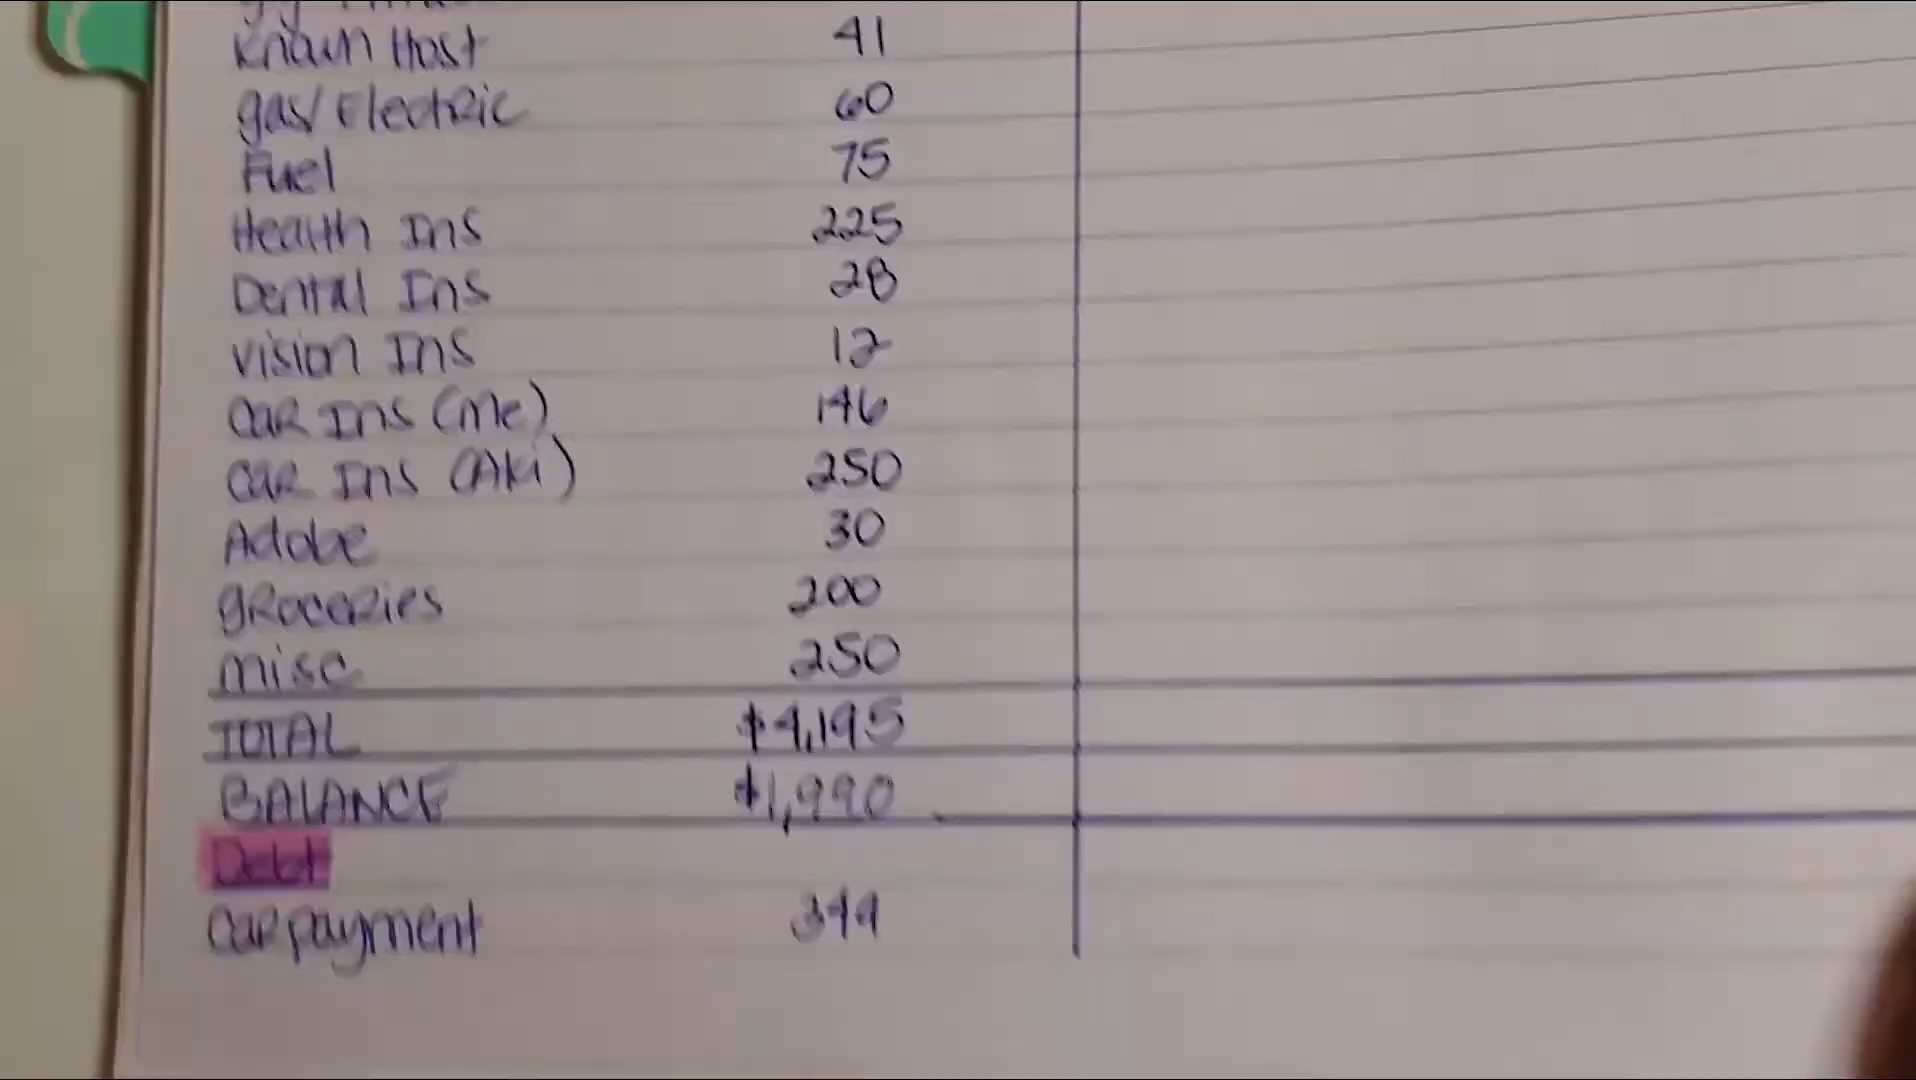 Known Host 41
gas/Electric 60
Fuel 75
Health Ins 225
Dental Ins 28
Vision Ins 12
Car Ins (Me) 146
Car Ins (Aki) 250
Adobe 30
groceries 200
misc 250
TOTAL $4,195
BALANCE $1,990
Debt
Car payment